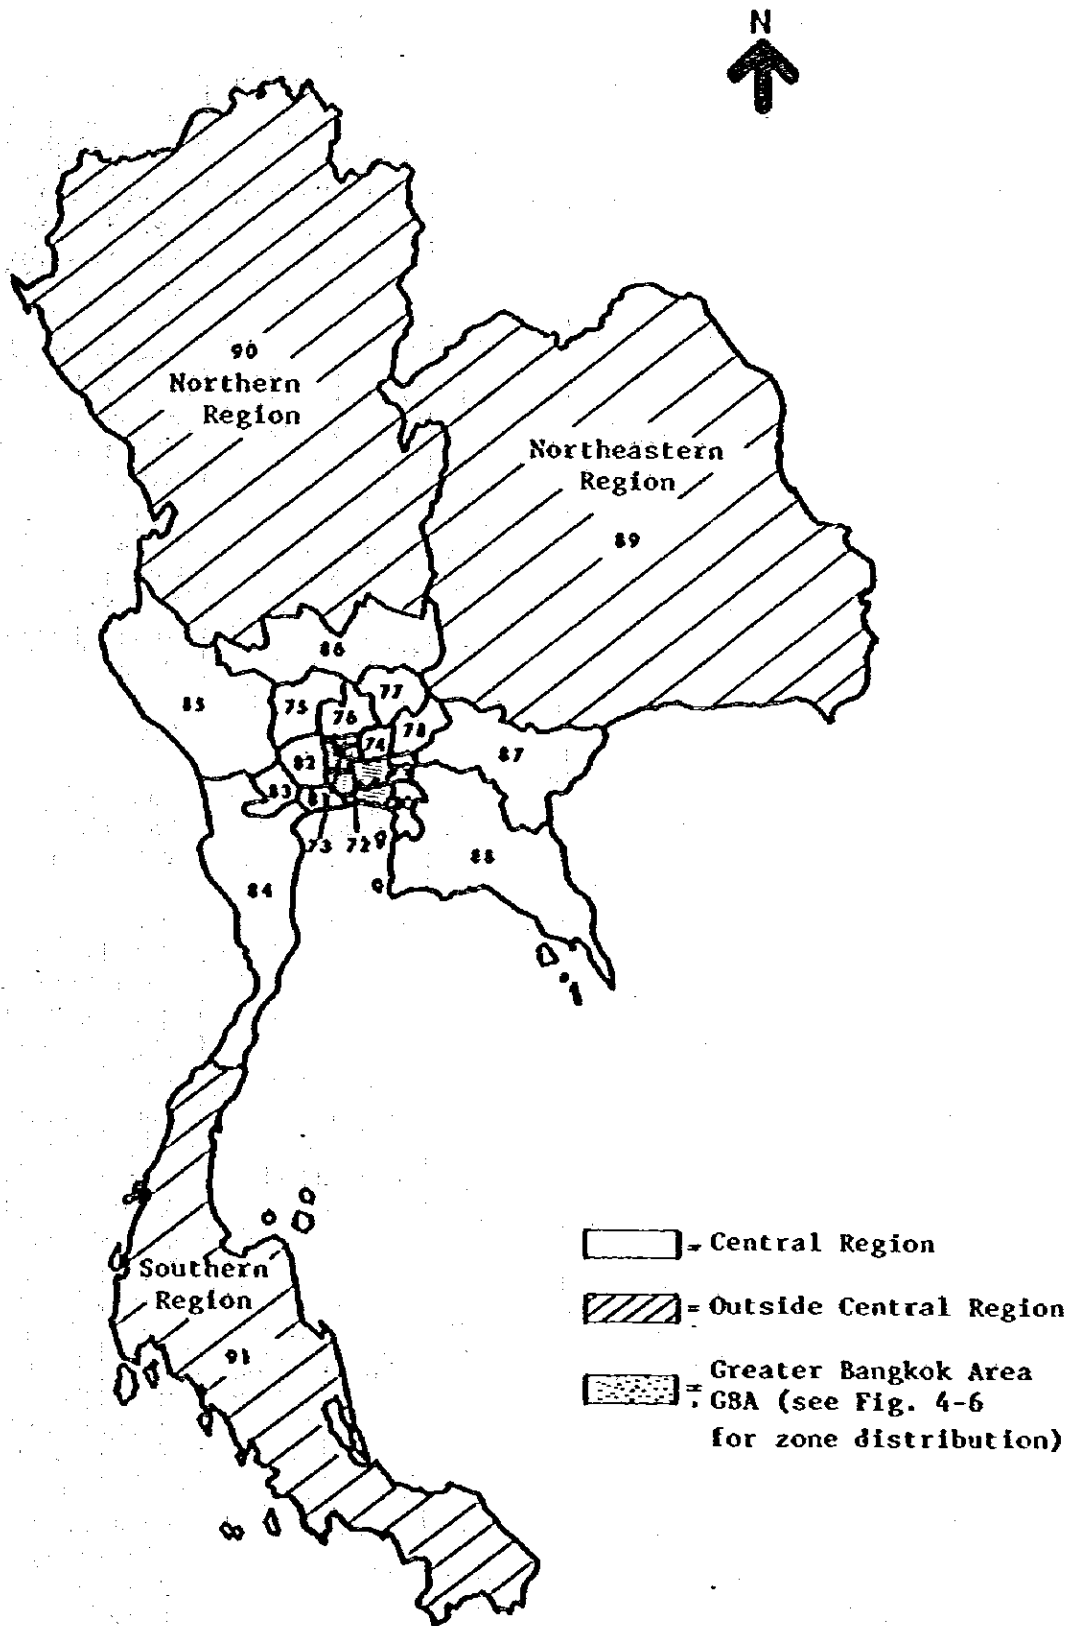 N
90
Northern
Region
Northeastern
Region
89
86
85
75
77
76
78
74
87
82
83
81
73 72
88
84
Southern
Region
91
= Central Region
= Outside Central Region
= Greater Bangkok Area
GBA (see Fig. 4-6
for zone distribution)